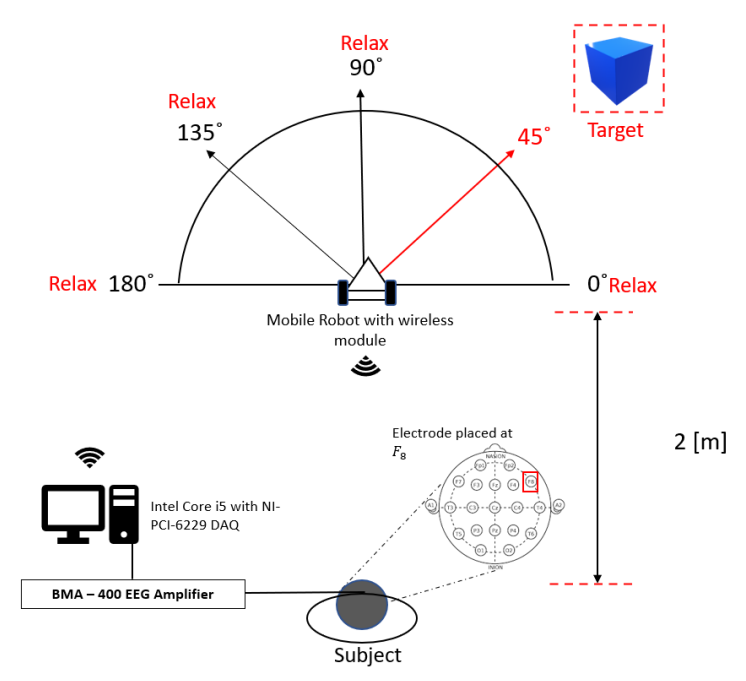 Relax
90°
Relax
135°
45°
Target
Relax 180°
0° Relax
Mobile Robot with wireless
module
2 [m]
Electrode placed at
F8
NASION
Fp1 Fp2
F7 F3 Fz F4 F8
A1 T3 C3 Cz C4 T4 A2
T5 P3 Pz P4 T6
O1 O2
INION
Intel Core i5 with NI-
PCI-6229 DAQ
BMA – 400 EEG Amplifier
Subject